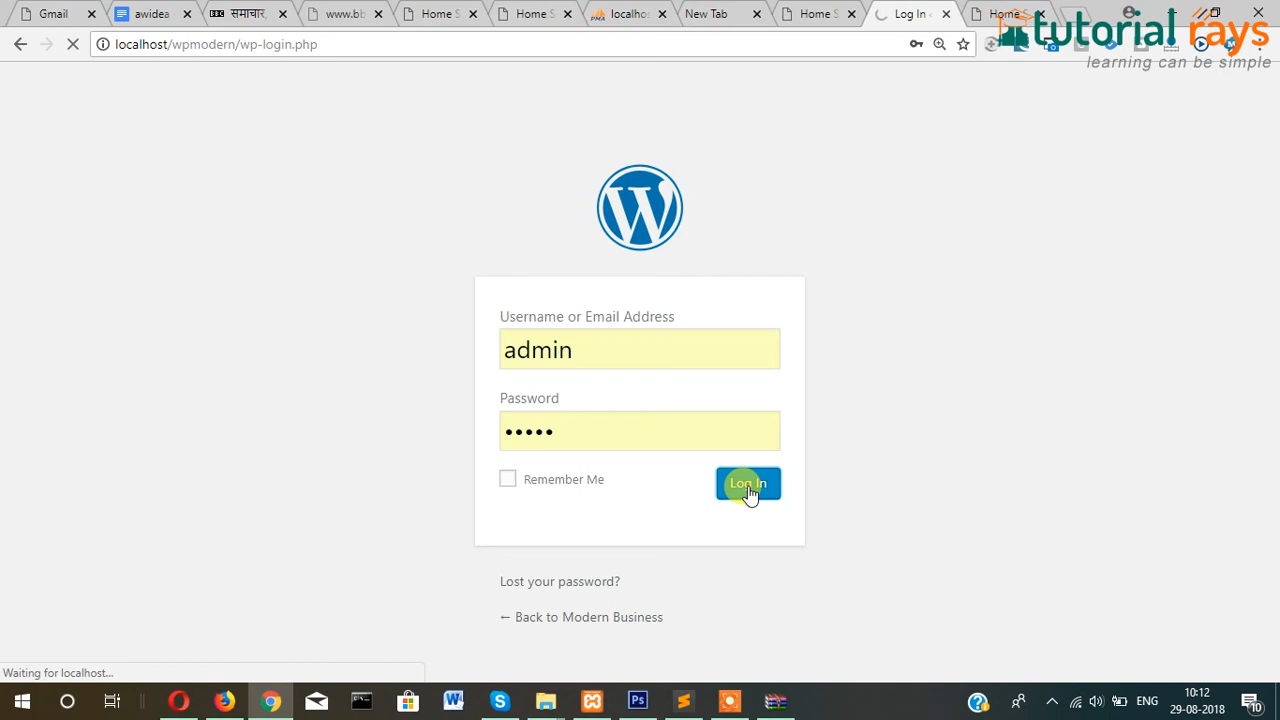 Gmail
awidea
समाचार,
www.bb
Home S
Home S
localhos
New Tab
Home S
Log In
Home S
tutorial rays
learning can be simple
localhost/wpmodern/wp-login.php
Username or Email Address
admin
Password
Remember Me
Log In
Lost your password?
← Back to Modern Business
Waiting for localhost...
ENG
10:12
29-08-2018
10